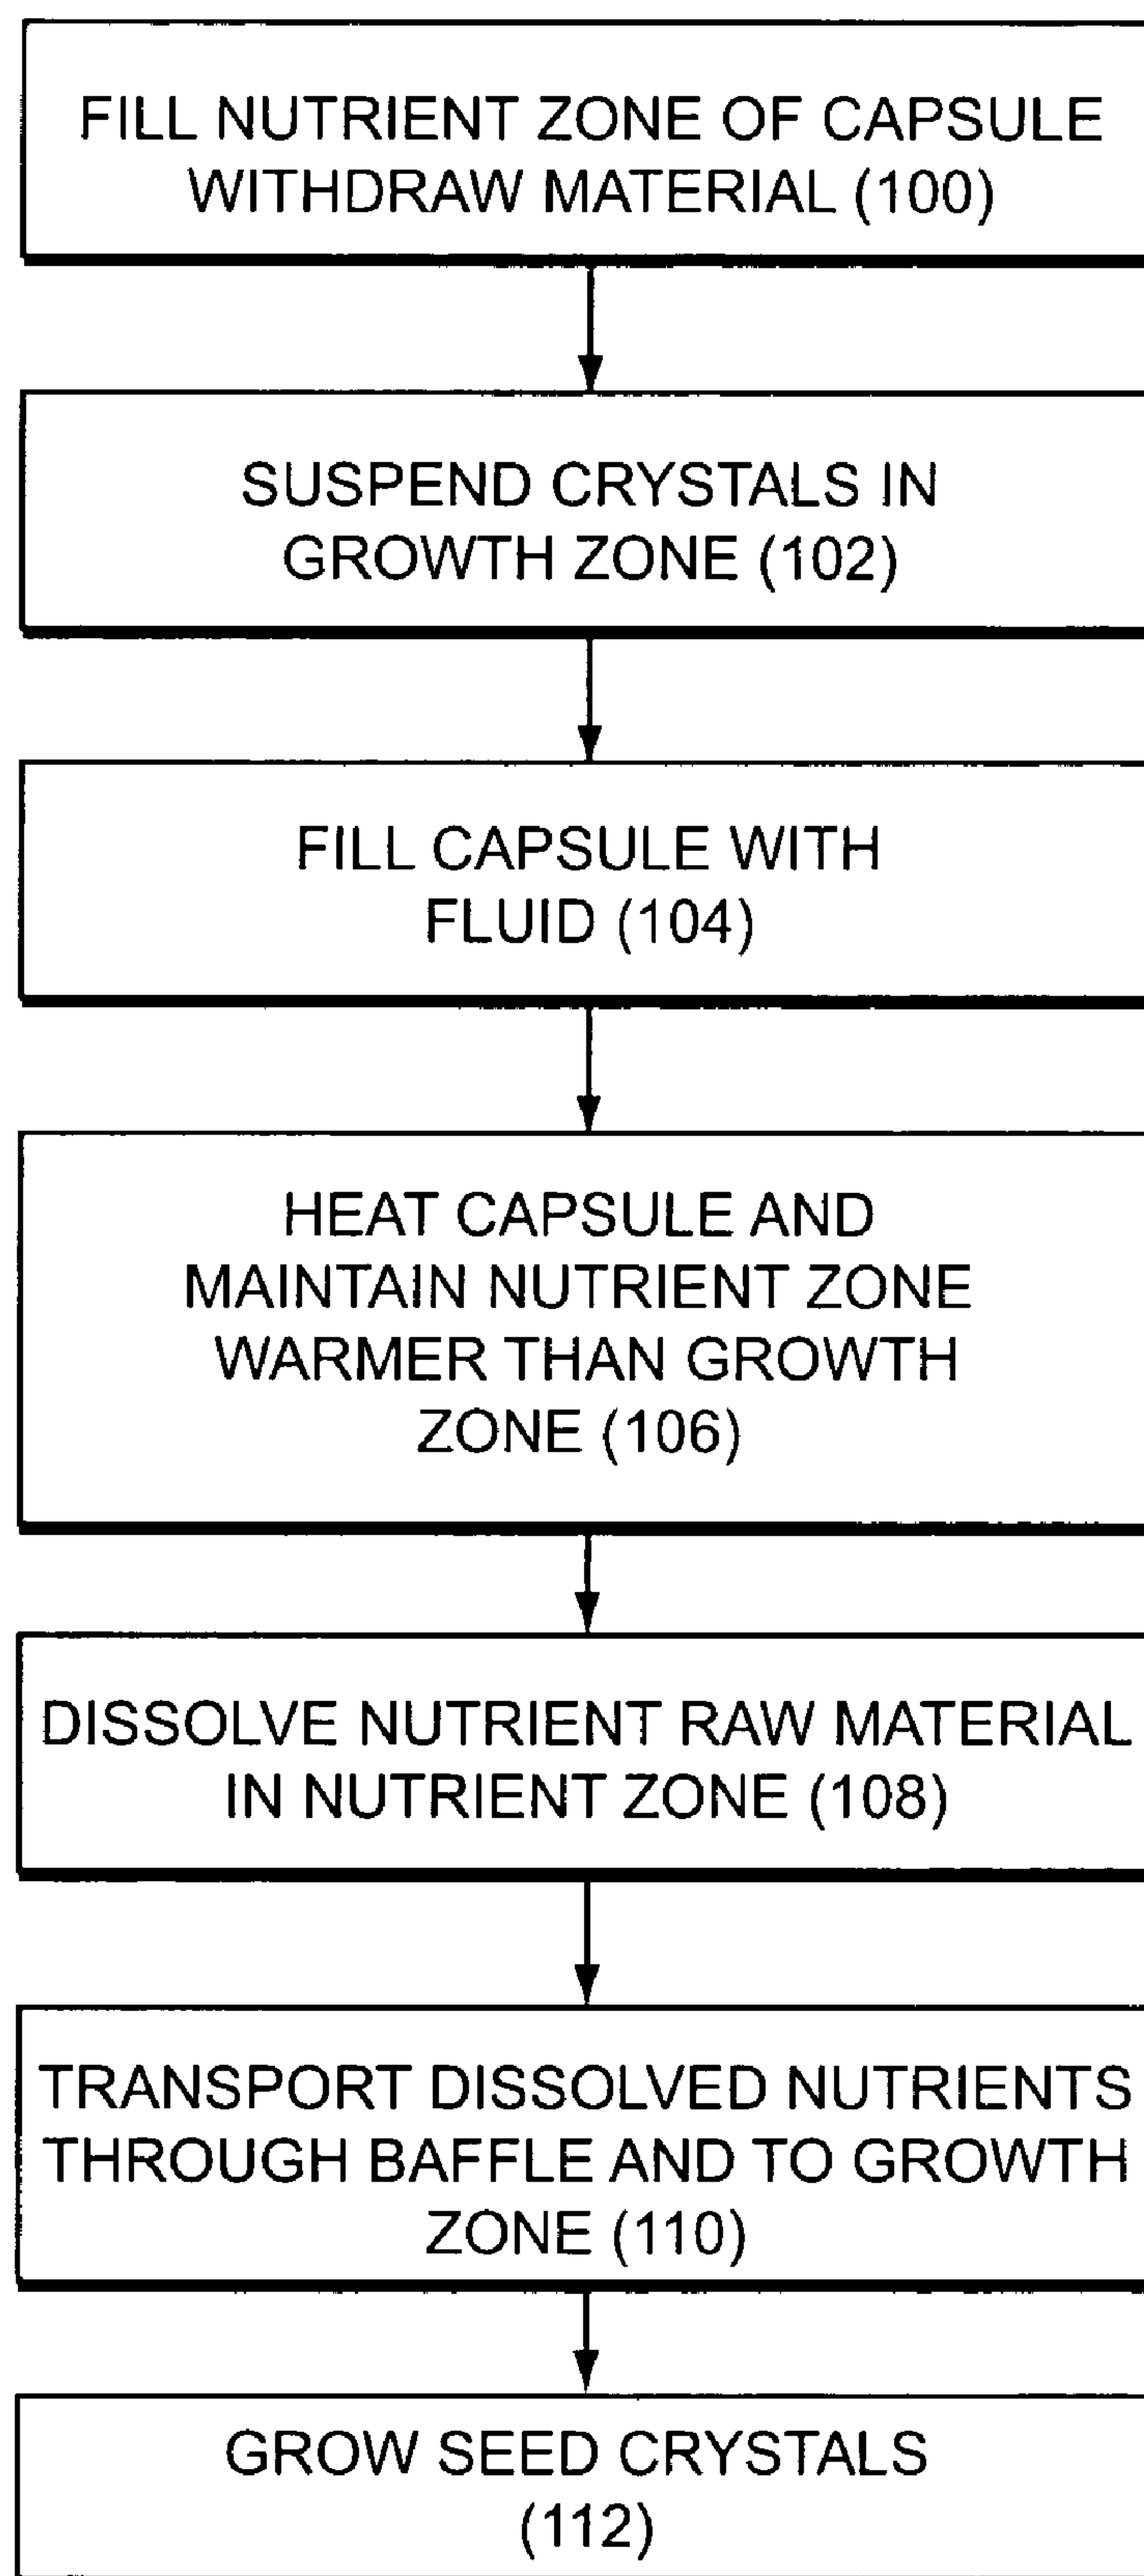 FILL NUTRIENT ZONE OF CAPSULE
WITHDRAW MATERIAL (100)
SUSPEND CRYSTALS IN
GROWTH ZONE (102)
FILL CAPSULE WITH
FLUID (104)
HEAT CAPSULE AND
MAINTAIN NUTRIENT ZONE
WARMER THAN GROWTH
ZONE (106)
DISSOLVE NUTRIENT RAW MATERIAL
IN NUTRIENT ZONE (108)
TRANSPORT DISSOLVED NUTRIENTS
THROUGH BAFFLE AND TO GROWTH
ZONE (110)
GROW SEED CRYSTALS
(112)